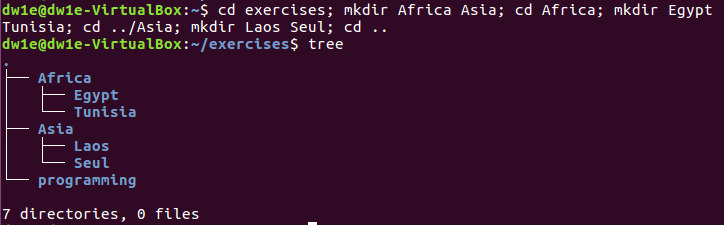 dw1e@dw1e-VirtualBox:~$ cd exercises; mkdir Africa Asia; cd Africa; mkdir Egypt
Tunisia; cd ../Asia; mkdir Laos Seul; cd ..
dw1e@dw1e-VirtualBox:~/exercises$ tree
.
├── Africa
│   ├── Egypt
│   └── Tunisia
├── Asia
│   ├── Laos
│   └── Seul
└── programming

7 directories, 0 files